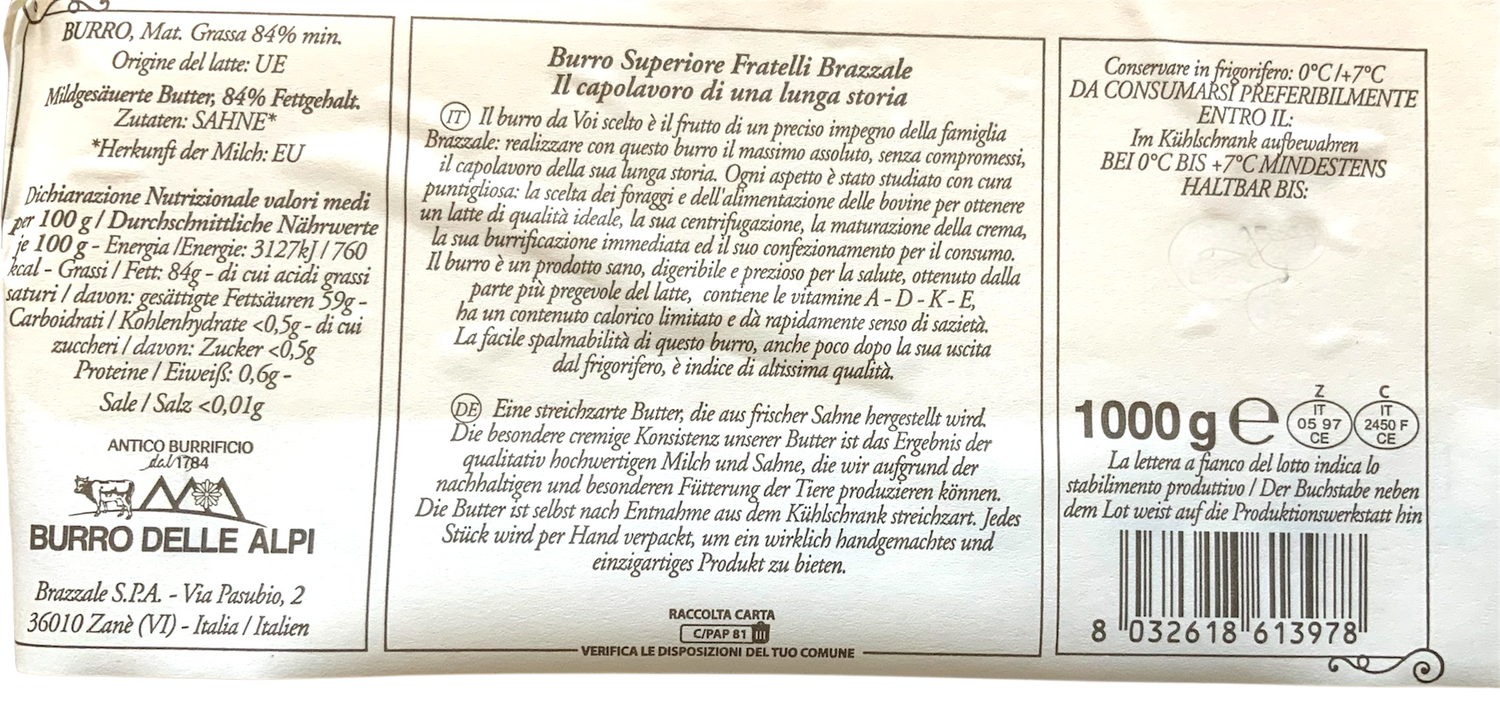 BURRO, Mat. Grassa 84% min.
Origine del latte: UE
Mildgesäuerte Butter, 84% Fettgehalt.
Zutaten: SAHNE*
*Herkunft der Milch: EU
Dichiarazione Nutrizionale valori medi
per 100 g / Durchschnittliche Nährwerte
je 100 g - Energia /Energie: 3127kJ / 760
kcal - Grassi / Fett: 84g - di cui acidi grassi
saturi / davon: gesättigte Fettsäuren 59g -
Carboidrati / Kohlenhydrate <0,5g - di cui
zuccheri / davon: Zucker <0,5g
Proteine / Eiweiß: 0,6g -
Sale / Salz <0,01g
ANTICO BURRIFICIO
dal 1784
BURRO DELLE ALPI
Brazzale S.P.A. - Via Pasubio, 2
36010 Zanè (VI) - Italia / Italien
Burro Superiore Fratelli Brazzale
Il capolavoro di una lunga storia
IT Il burro da Voi scelto è il frutto di un preciso impegno della famiglia
Brazzale: realizzare con questo burro il massimo assoluto, senza compromessi,
il capolavoro della sua lunga storia. Ogni aspetto è stato studiato con cura
puntigliosa: la scelta dei foraggi e dell'alimentazione delle bovine per ottenere
un latte di qualità ideale, la sua centrifugazione, la maturazione della crema,
la sua burrificazione immediata ed il suo confezionamento per il consumo.
Il burro è un prodotto sano, digeribile e prezioso per la salute, ottenuto dalla
parte più pregevole del latte, contiene le vitamine A - D - K - E,
ha un contenuto calorico limitato e dà rapidamente senso di sazietà.
La facile spalmabilità di questo burro, anche poco dopo la sua uscita
dal frigorifero, è indice di altissima qualità.
DE Eine streichzarte Butter, die aus frischer Sahne hergestellt wird.
Die besondere cremige Konsistenz unserer Butter ist das Ergebnis der
qualitativ hochwertigen Milch und Sahne, die wir aufgrund der
nachhaltigen und besonderen Fütterung der Tiere produzieren können.
Die Butter ist selbst nach Entnahme aus dem Kühlschrank streichzart. Jedes
Stück wird per Hand verpackt, um ein wirklich handgemachtes und
einzigartiges Produkt zu bieten.
RACCOLTA CARTA
C/PAP 81
VERIFICA LE DISPOSIZIONI DEL TUO COMUNE
Conservare in frigorifero: 0°C /+7°C
DA CONSUMARSI PREFERIBILMENTE
ENTRO IL:
Im Kühlschrank aufbewahren
BEI 0°C BIS +7°C MINDESTENS
HALTBAR BIS:
1000 g e
Z
IT
05 97
CE
C
IT
2450 F
CE
La lettera a fianco del lotto indica lo
stabilimento produttivo / Der Buchstabe neben
dem Lot weist auf die Produktionswerkstatt hin
8 032618 613978